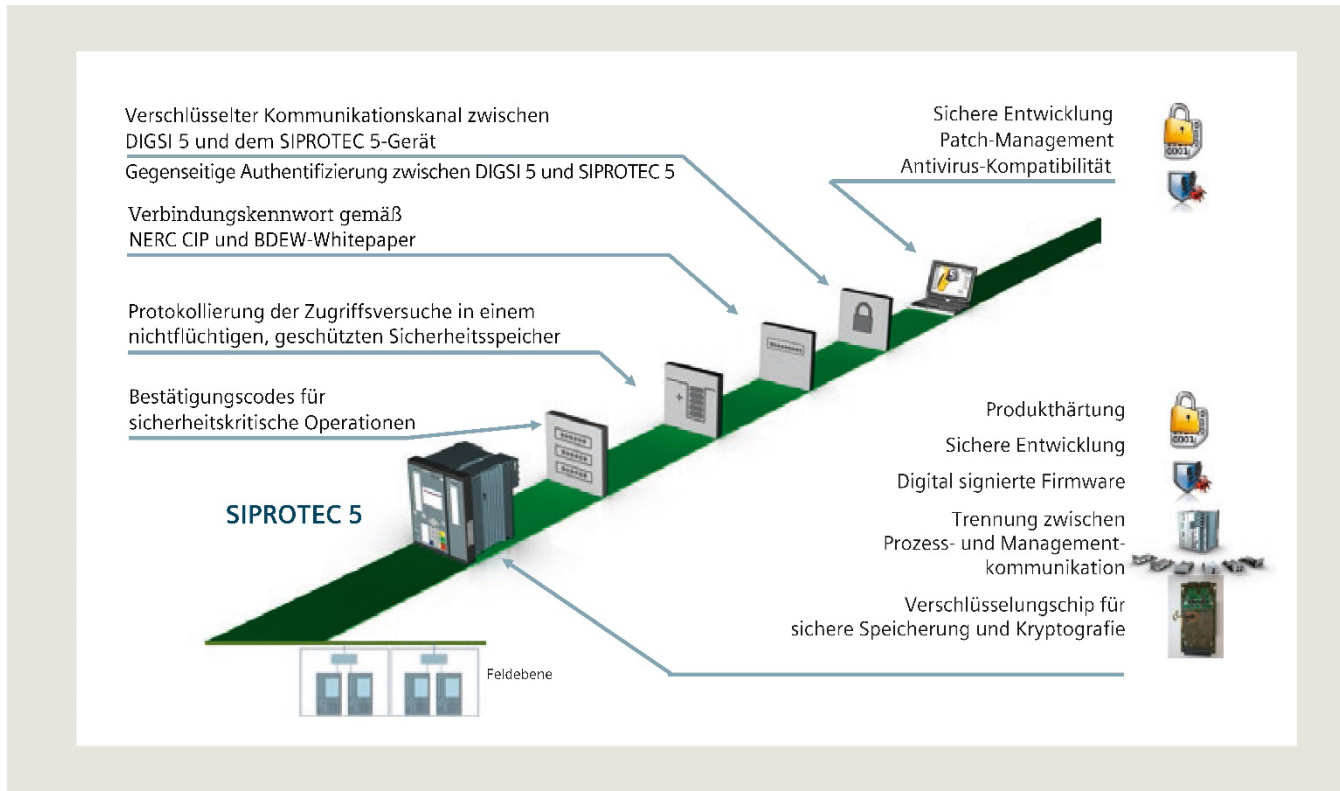 Verschlüsselter Kommunikationskanal zwischen
DIGSI 5 und dem SIPROTEC 5-Gerät
Gegenseitige Authentifizierung zwischen DIGSI 5 und SIPROTEC 5
Verbindungskennwort gemäß
NERC CIP und BDEW-Whitepaper
Protokollierung der Zugriffsversuche in einem
nichtflüchtigen, geschützten Sicherheitsspeicher
Bestätigungscodes für
sicherheitskritische Operationen
SIPROTEC 5
Feldebene
Sichere Entwicklung
Patch-Management
Antivirus-Kompatibilität
0001
Produkthärtung
Sichere Entwicklung
Digital signierte Firmware
Trennung zwischen
Prozess- und Management-
kommunikation
Verschlüsselungschip für
sichere Speicherung und Kryptografie
0001